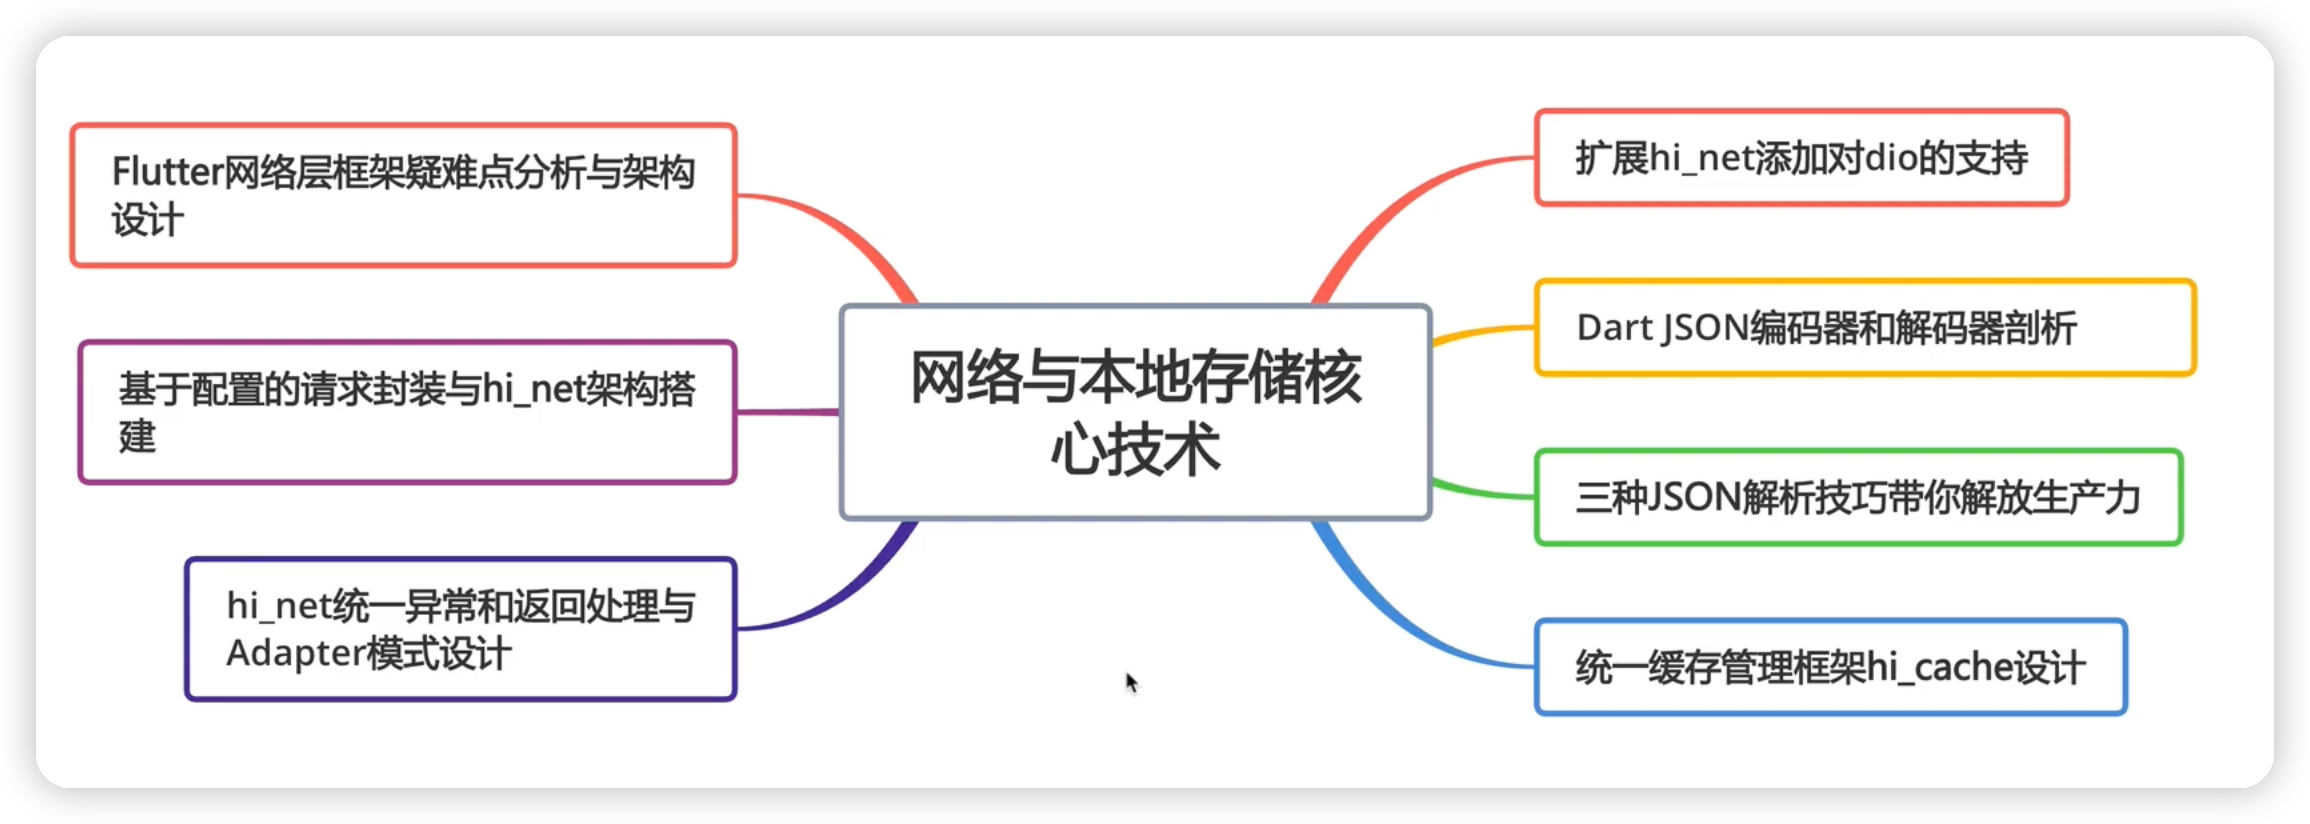 Flutter网络层框架疑难点分析与架构
设计
基于配置的请求封装与hi_net架构搭
建
hi_net统一异常和返回处理与
Adapter模式设计
网络与本地存储核
心技术
扩展hi_net添加对dio的支持
Dart JSON编码器和解码器剖析
三种JSON解析技巧带你解放生产力
统一缓存管理框架hi_cache设计